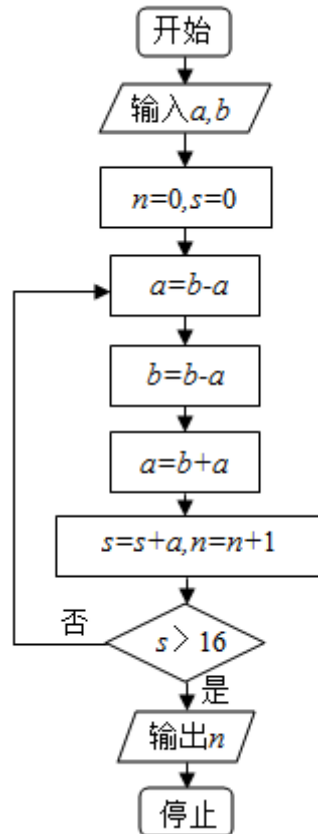 开始
输入a,b
n=0,s=0
a=b-a
b=b-a
a=b+a
s=s+a,n=n+1
否
s＞16
是
输出n
停止